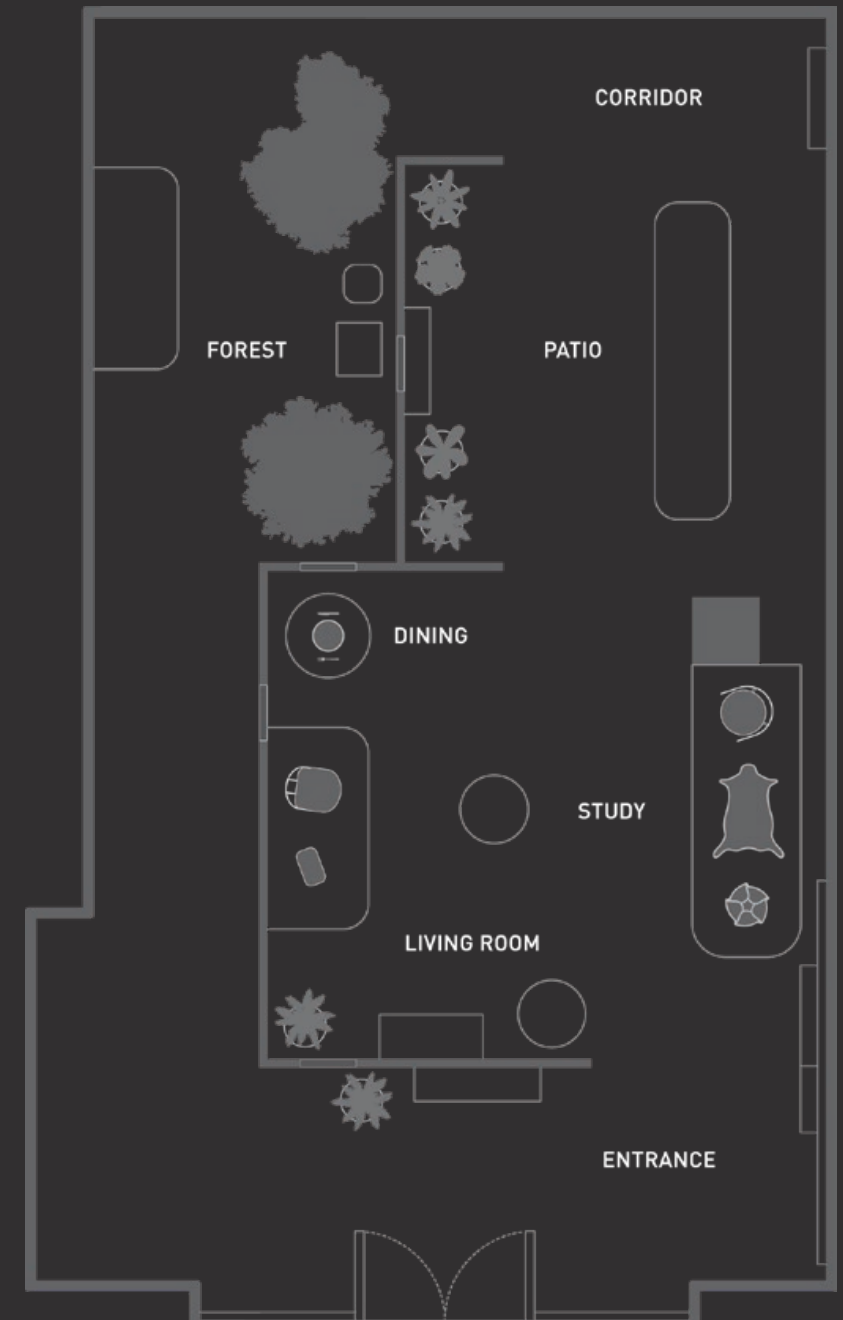 CORRIDOR
FOREST
PATIO
DINING
STUDY
LIVING ROOM
ENTRANCE